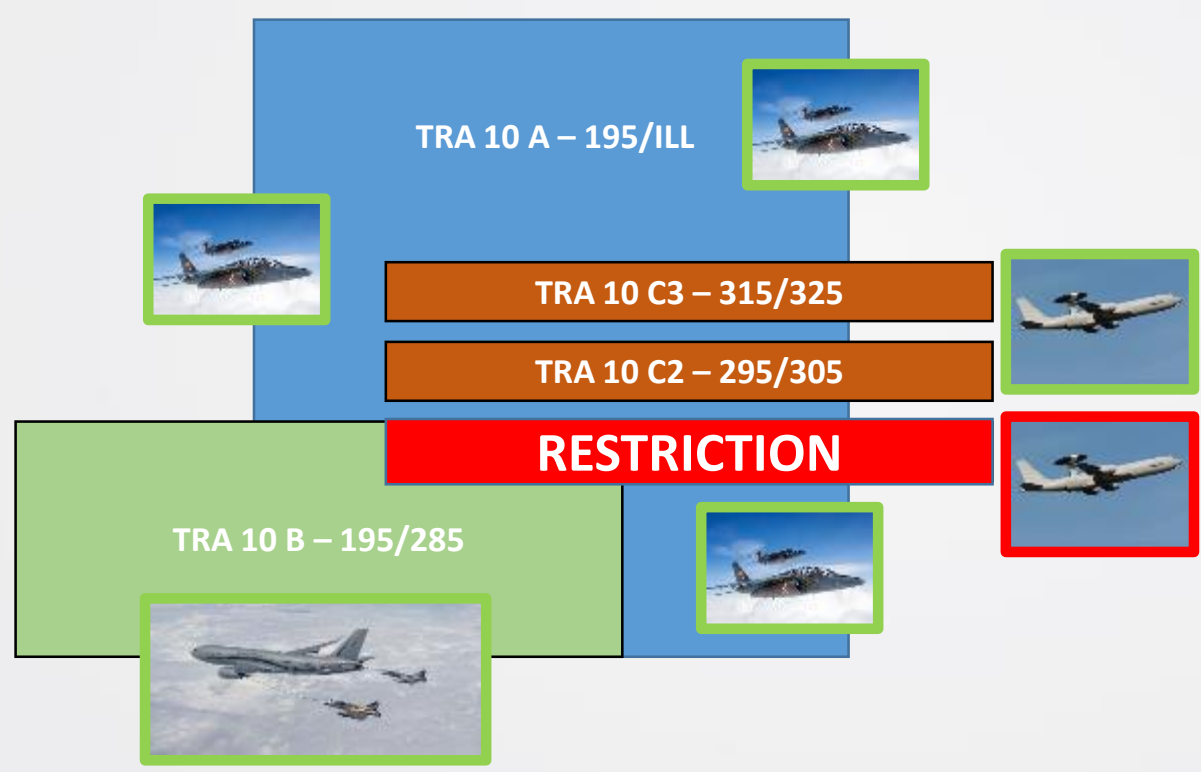 TRA 10 A – 195/ILL
TRA 10 C3 – 315/325
TRA 10 C2 – 295/305
RESTRICTION
TRA 10 B – 195/285